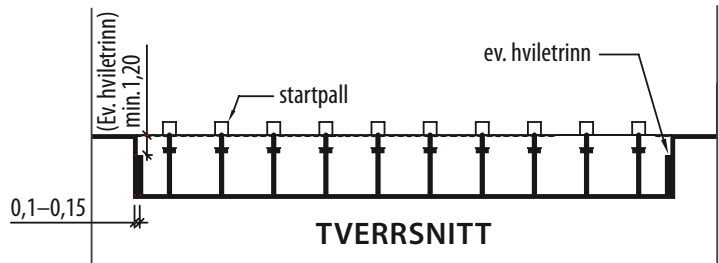 (Ev. hviletrinn)
min. 1,20
startpall
ev. hviletrinn
0,1–0,15
TVERRSNITT